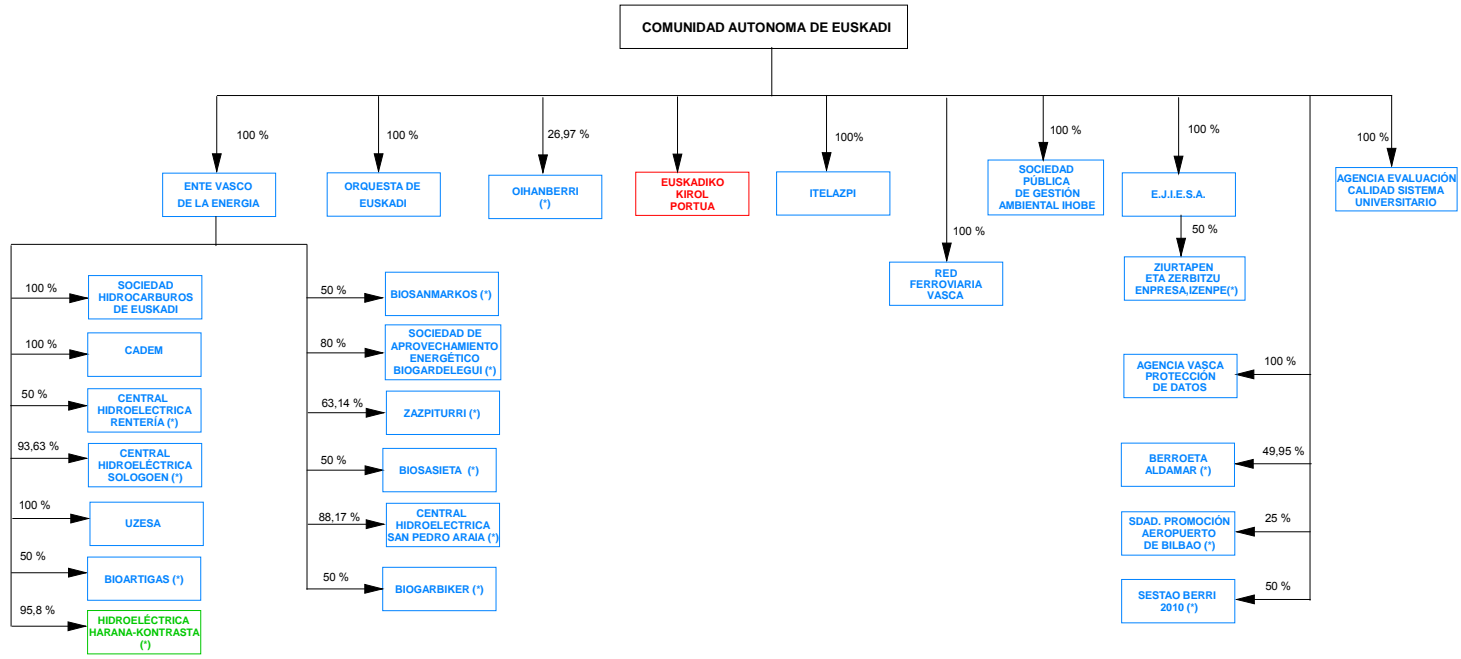 COMUNIDAD AUTONOMA DE EUSKADI
100 %
ENTE VASCO
DE LA ENERGIA
100 %
ORQUESTA DE
EUSKADI
26,97 %
OIHANBERRI
(*)
EUSKADIKO
KIROL
PORTUA
100%
ITELAZPI
100 %
RED
FERROVIARIA
VASCA
100 %
SOCIEDAD
PÚBLICA
DE GESTIÓN
AMBIENTAL IHOBE
100 %
E.J.I.E.S.A.
50 %
ZIURTAPEN
ETA ZERBITZU
ENPRESA,IZENPE(*)
100 %
AGENCIA EVALUACIÓN
CALIDAD SISTEMA
UNIVERSITARIO
100 %
SOCIEDAD
HIDROCARBUROS
DE EUSKADI
100 %
CADEM
50 %
CENTRAL
HIDROELECTRICA
RENTERÍA (*)
93,63 %
CENTRAL
HIDROELÉCTRICA
SOLOGOEN (*)
100 %
UZESA
50 %
BIOARTIGAS (*)
95,8 %
HIDROELÉCTRICA
HARANA-KONTRASTA
(*)
50 %
BIOSANMARKOS (*)
80 %
SOCIEDAD DE
APROVECHAMIENTO
ENERGÉTICO
BIOGARDELEGUI (*)
63,14 %
ZAZPITURRI (*)
50 %
BIOSASIETA (*)
88,17 %
CENTRAL
HIDROELECTRICA
SAN PEDRO ARAIA (*)
50 %
BIOGARBIKER (*)
100 %
AGENCIA VASCA
PROTECCIÓN
DE DATOS
49,95 %
BERROETA
ALDAMAR (*)
25 %
SDAD. PROMOCIÓN
AEROPUERTO
DE BILBAO (*)
50 %
SESTAO BERRI
2010 (*)